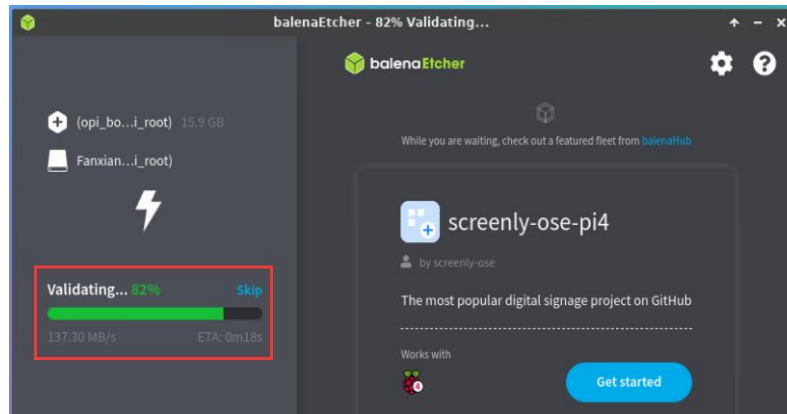 balenaEtcher - 82% Validating...
balenaEtcher
(opi_bo...i_root) 15.9 GB
Fanxian...i_root)
While you are waiting, check out a featured fleet from balenaHub
screenly-ose-pi4
by screenly-ose
Validating... 82% Skip
The most popular digital signage project on GitHub
137.30 MB/s ETA: 0m18s
Works with
4
Get started